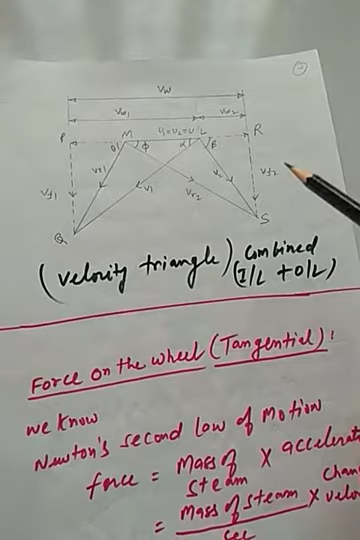 2
Vw
Vw1 Vw2
P M u1=u2=u L R
θ ϕ α β
Vf1 Vr1 V1 Vr2 V2 Vf2
Q S
(velocity triangle) combined
(I/L + O/L)
Force on the wheel (Tangential):
we know
Newton's second Law of Motion
force = Mass of steam × accelerat
= Mass of steam / sec × chan velo